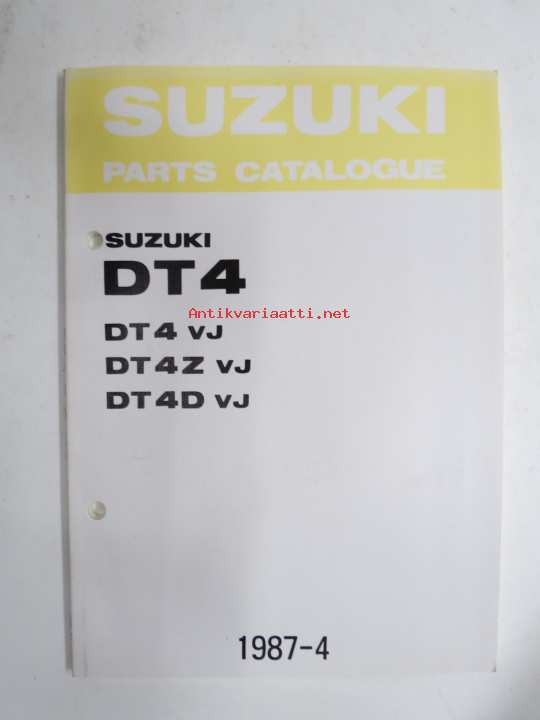 SUZUKI
PARTS CATALOGUE
SUZUKI
DT4
Antikvariaatti.net
DT4 VJ
DT4Z VJ
DT4D VJ
1987-4